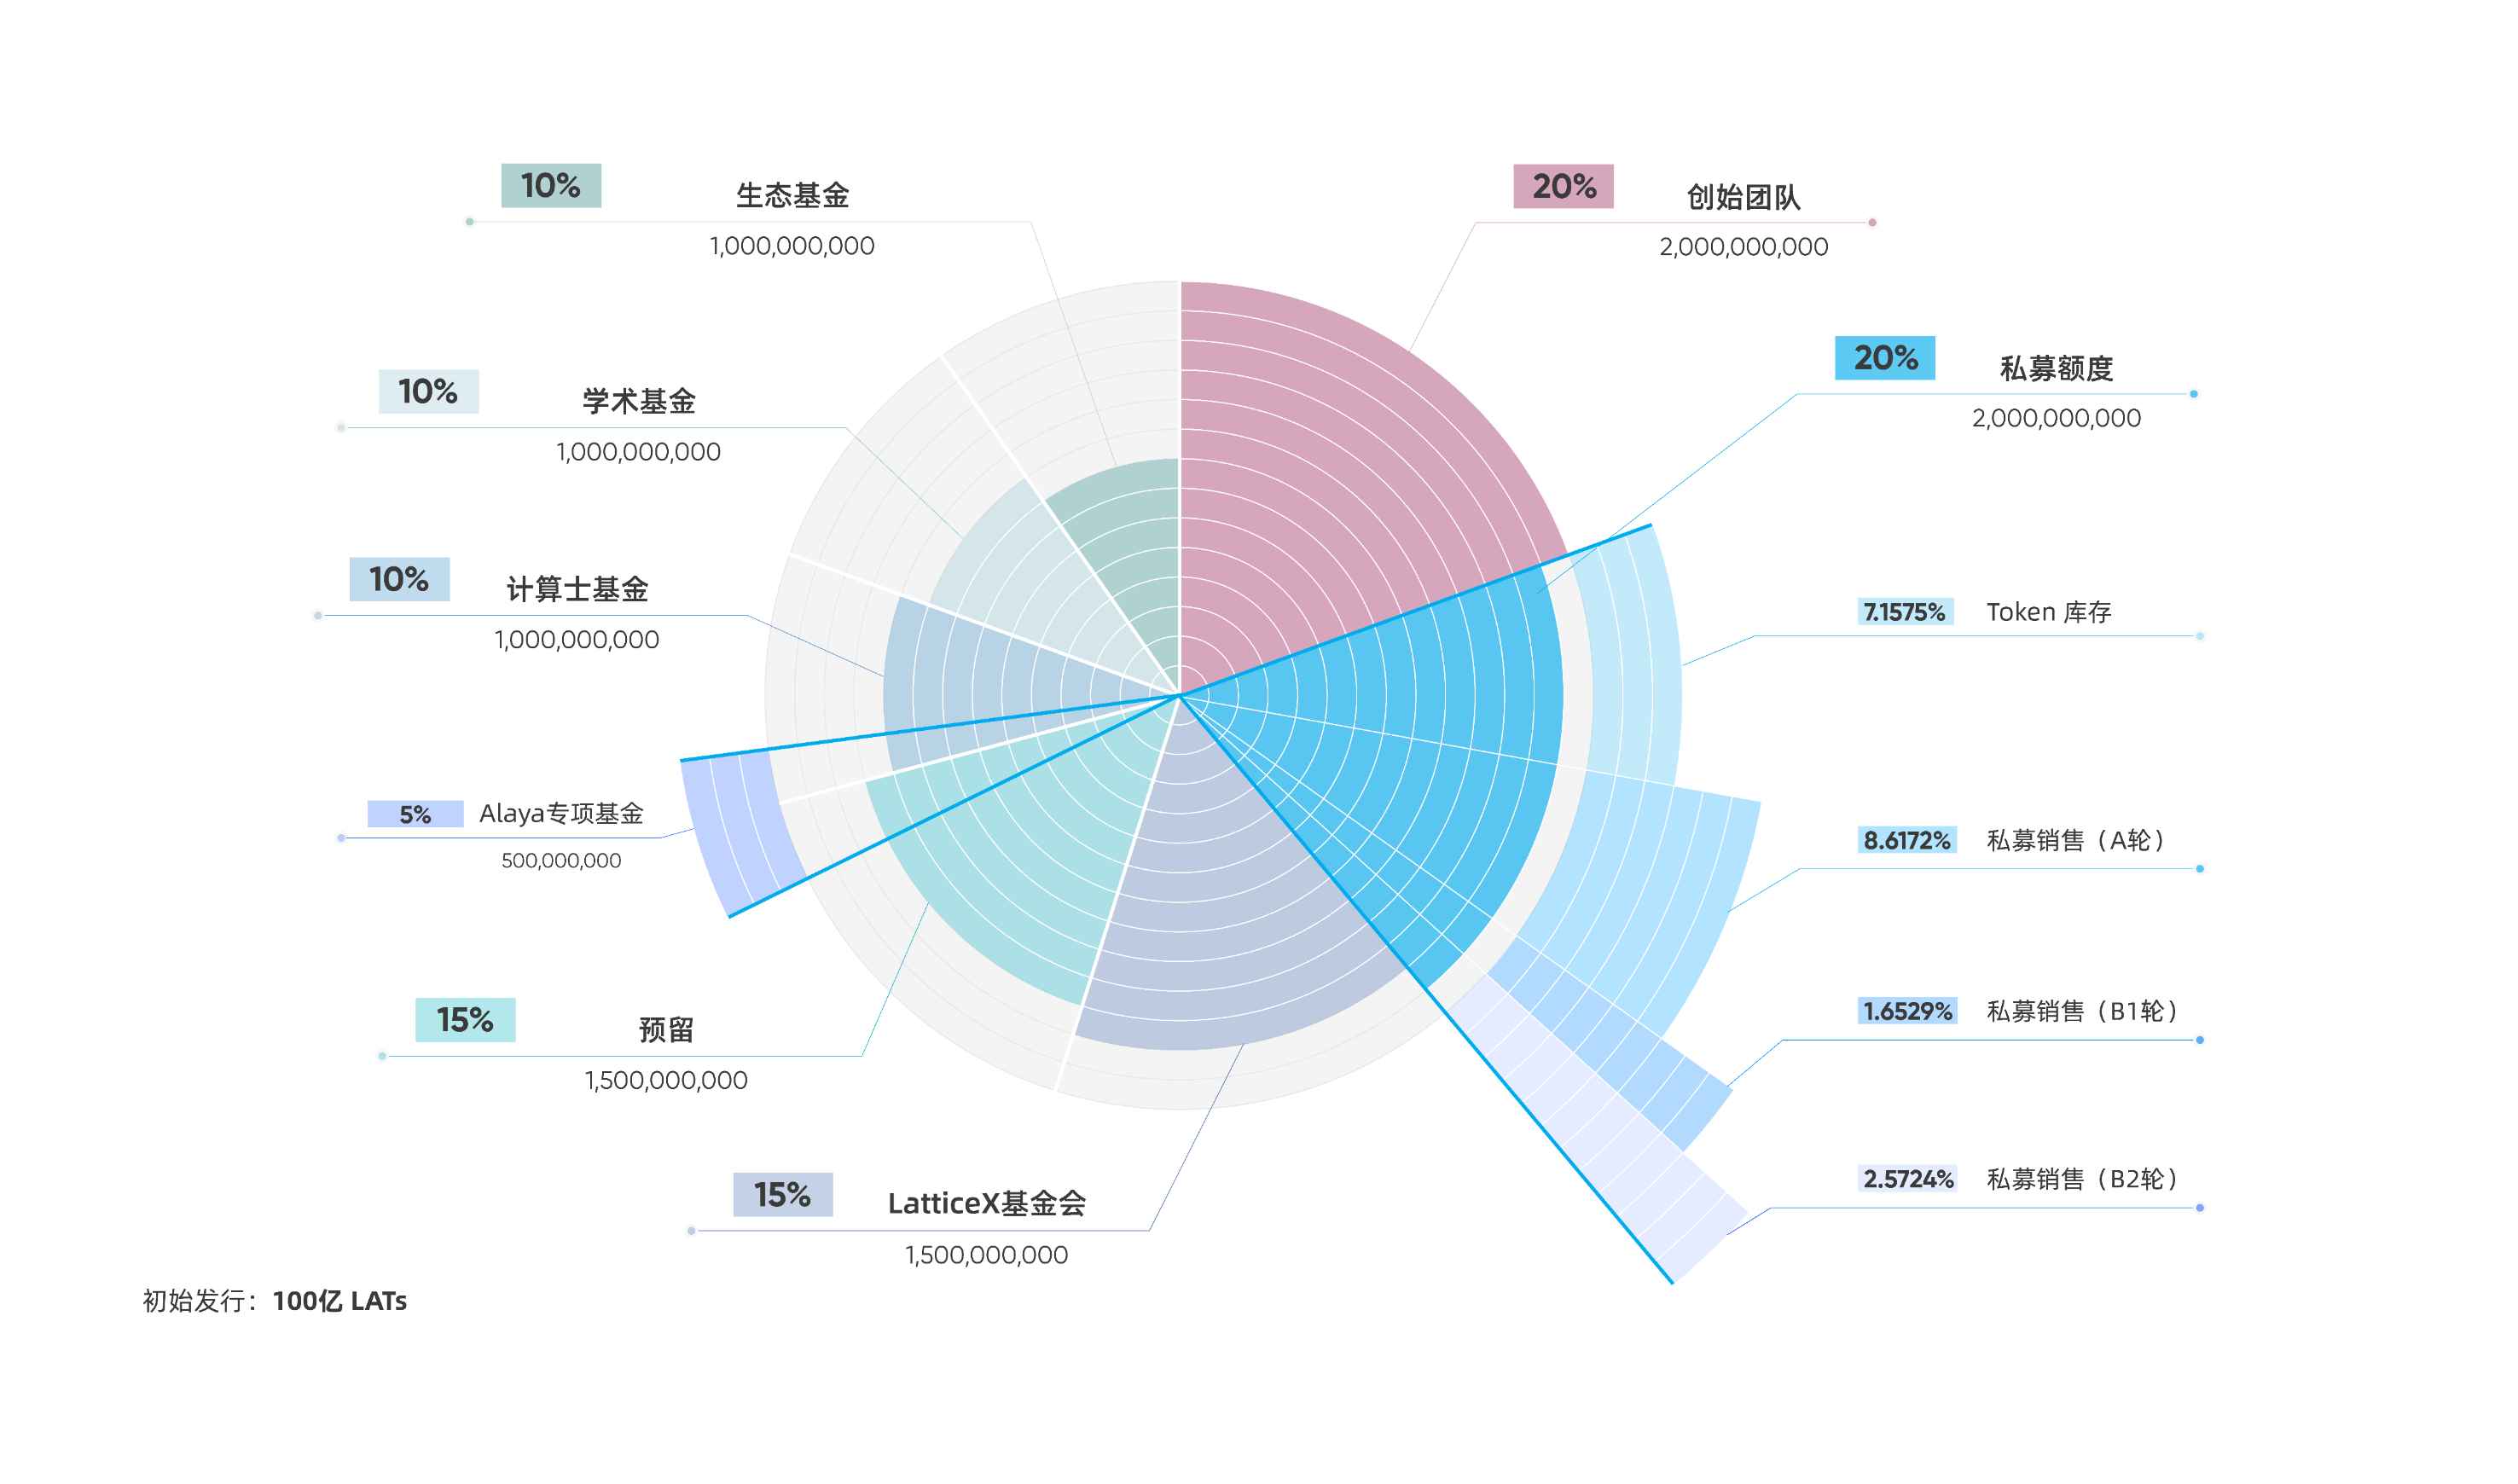 10% 生态基金
1,000,000,000
20% 创始团队
2,000,000,000
20% 私募额度
2,000,000,000
10% 学术基金
1,000,000,000
10% 计算士基金
1,000,000,000
7.1575% Token 库存
5% Alaya专项基金
500,000,000
8.6172% 私募销售（A轮）
15% 预留
1,500,000,000
1.6529% 私募销售（B1轮）
15% LatticeX基金会
1,500,000,000
2.5724% 私募销售（B2轮）
初始发行：100亿 LATs